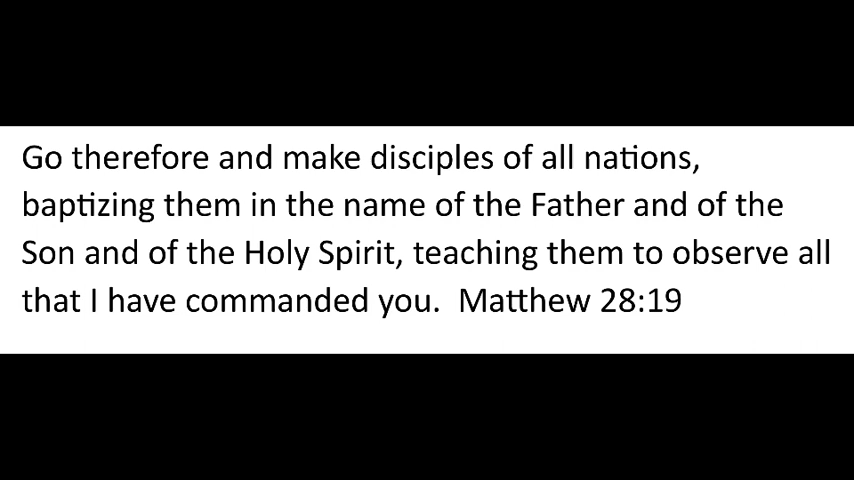 Go therefore and make disciples of all nations,
baptizing them in the name of the Father and of the
Son and of the Holy Spirit, teaching them to observe all
that I have commanded you.  Matthew 28:19